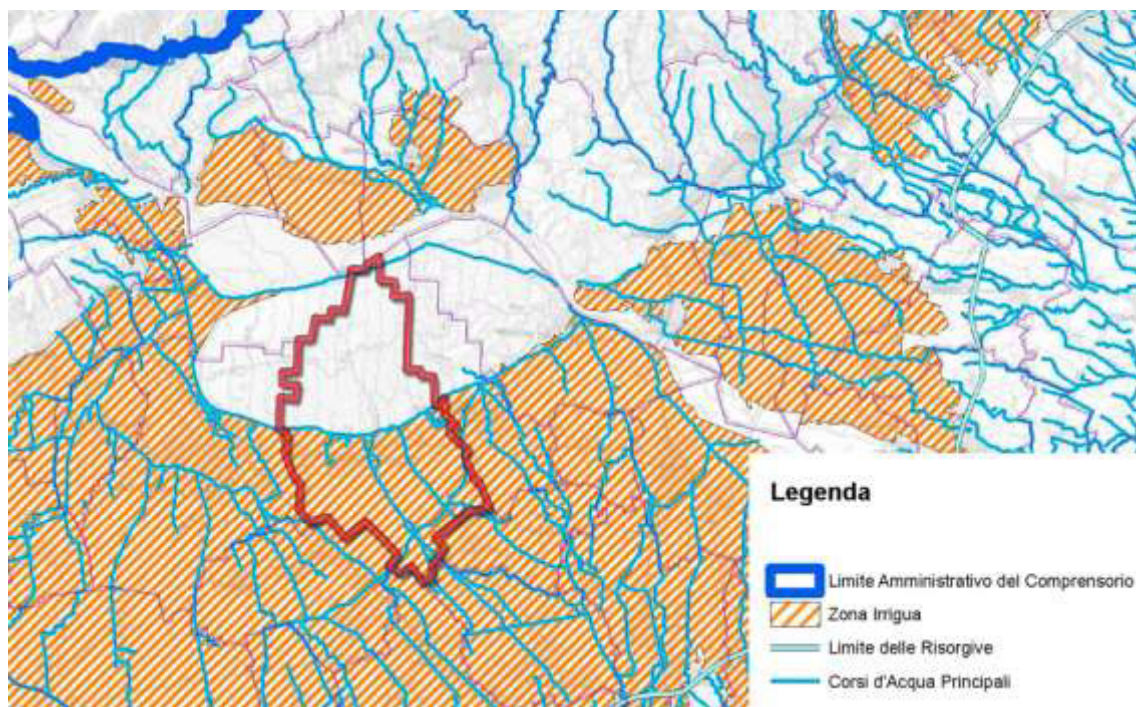 Legenda
Limite Amministrativo del Comprensorio
Zona Irrigua
Limite delle Risorgive
Corsi d'Acqua Principali